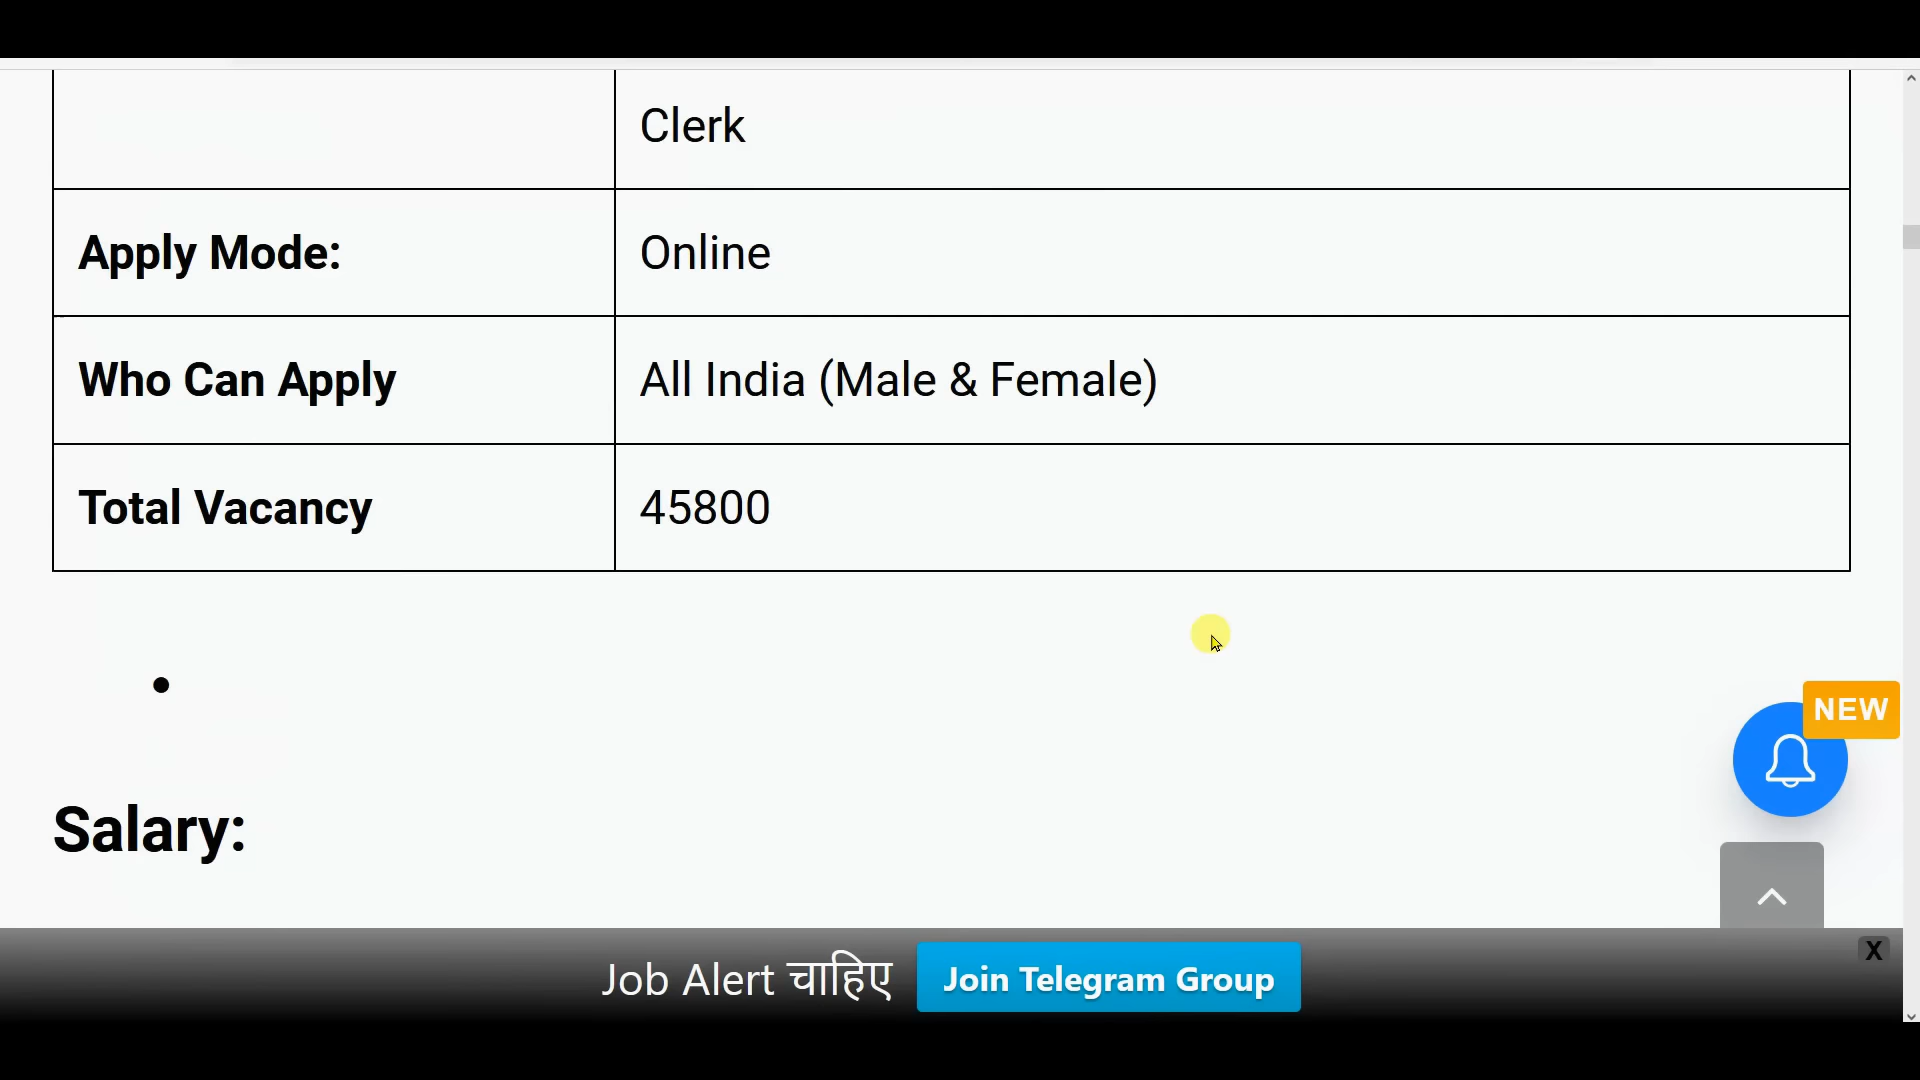 Clerk
Apply Mode: Online
Who Can Apply All India (Male & Female)
Total Vacancy 45800
•
NEW
Salary:
X
Job Alert चाहिए Join Telegram Group